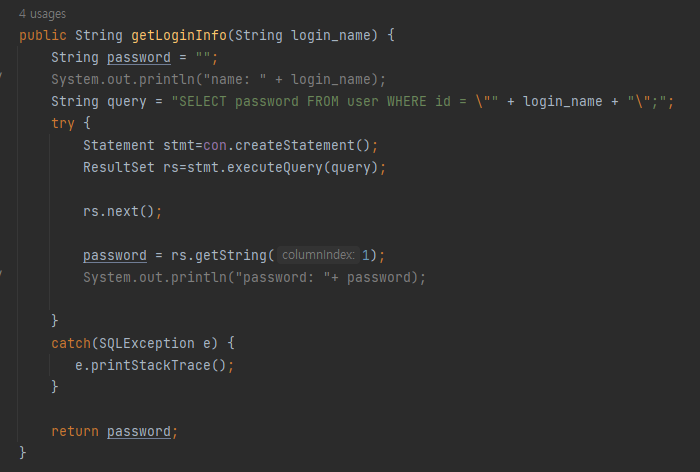 4 usages
public String getLoginInfo(String login_name) {
String password = "";
System.out.println("name: " + login_name);
String query = "SELECT password FROM user WHERE id = \"" + login_name + "\";";
try {
Statement stmt=con.createStatement();
ResultSet rs=stmt.executeQuery(query);
rs.next();
password = rs.getString( columnIndex: 1);
System.out.println("password: "+ password);
}
catch(SQLException e) {
e.printStackTrace();
}
return password;
}